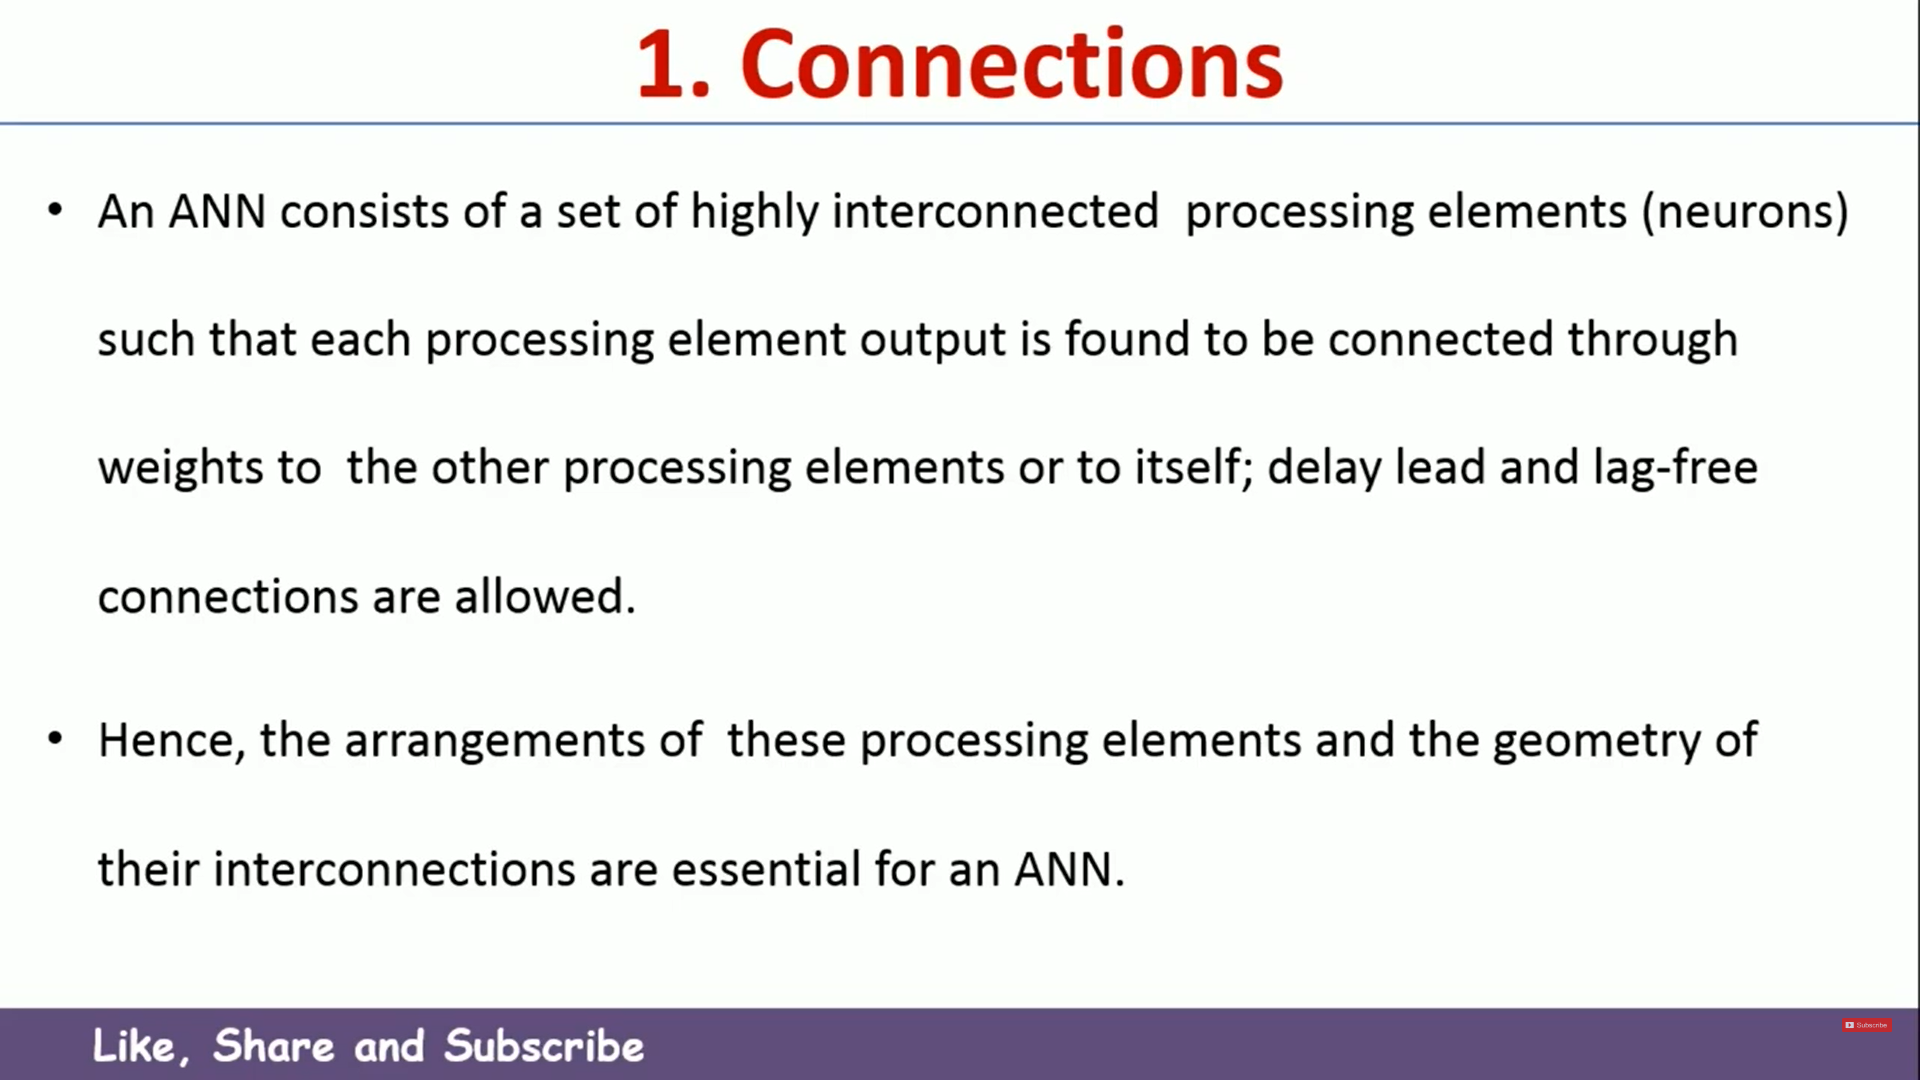 1. Connections
• An ANN consists of a set of highly interconnected processing elements (neurons)
such that each processing element output is found to be connected through
weights to the other processing elements or to itself; delay lead and lag-free
connections are allowed.
• Hence, the arrangements of these processing elements and the geometry of
their interconnections are essential for an ANN.
Subscribe
Like, Share and Subscribe